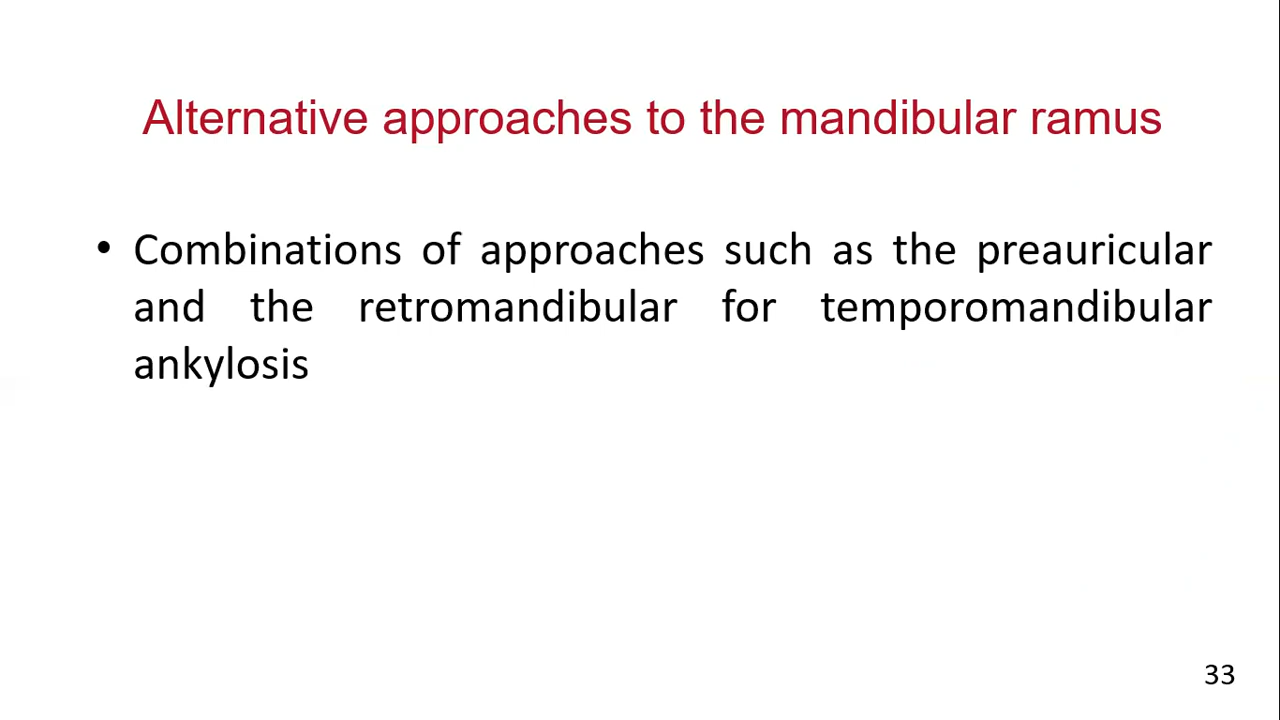 Alternative approaches to the mandibular ramus
• Combinations of approaches such as the preauricular
and the retromandibular for temporomandibular
ankylosis
33